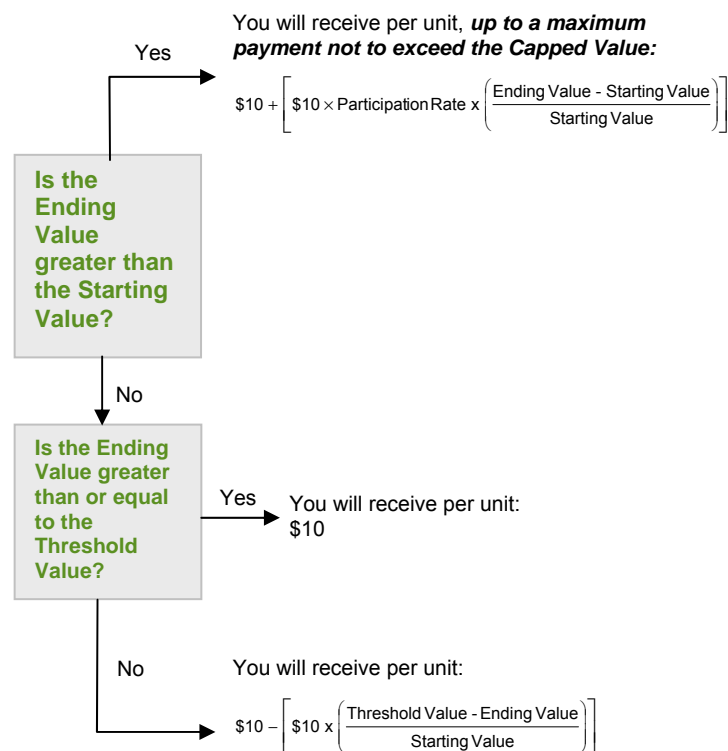 You will receive per unit, up to a maximum
payment not to exceed the Capped Value:
Yes
$10 + [ $10 × Participation Rate x ( Ending Value - Starting Value / Starting Value ) ]
Is the
Ending
Value
greater than
the Starting
Value?
No
Is the Ending
Value greater
than or equal
to the
Threshold
Value?
Yes
You will receive per unit:
$10
No
You will receive per unit:
$10 − [ $10 x ( Threshold Value - Ending Value / Starting Value ) ]